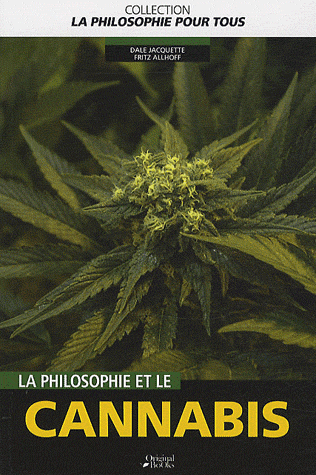 COLLECTION
LA PHILOSOPHIE POUR TOUS
DALE JACQUETTE
FRITZ ALLHOFF
LA PHILOSOPHIE ET LE
CANNABIS
Original
Books